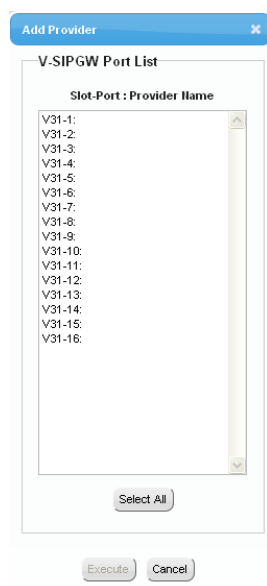 Add Provider
V-SIPGW Port List
Slot-Port : Provider Name
V31-1:
V31-2:
V31-3:
V31-4:
V31-5:
V31-6:
V31-7:
V31-8:
V31-9:
V31-10:
V31-11:
V31-12:
V31-13:
V31-14:
V31-15:
V31-16:
Select All
Execute Cancel